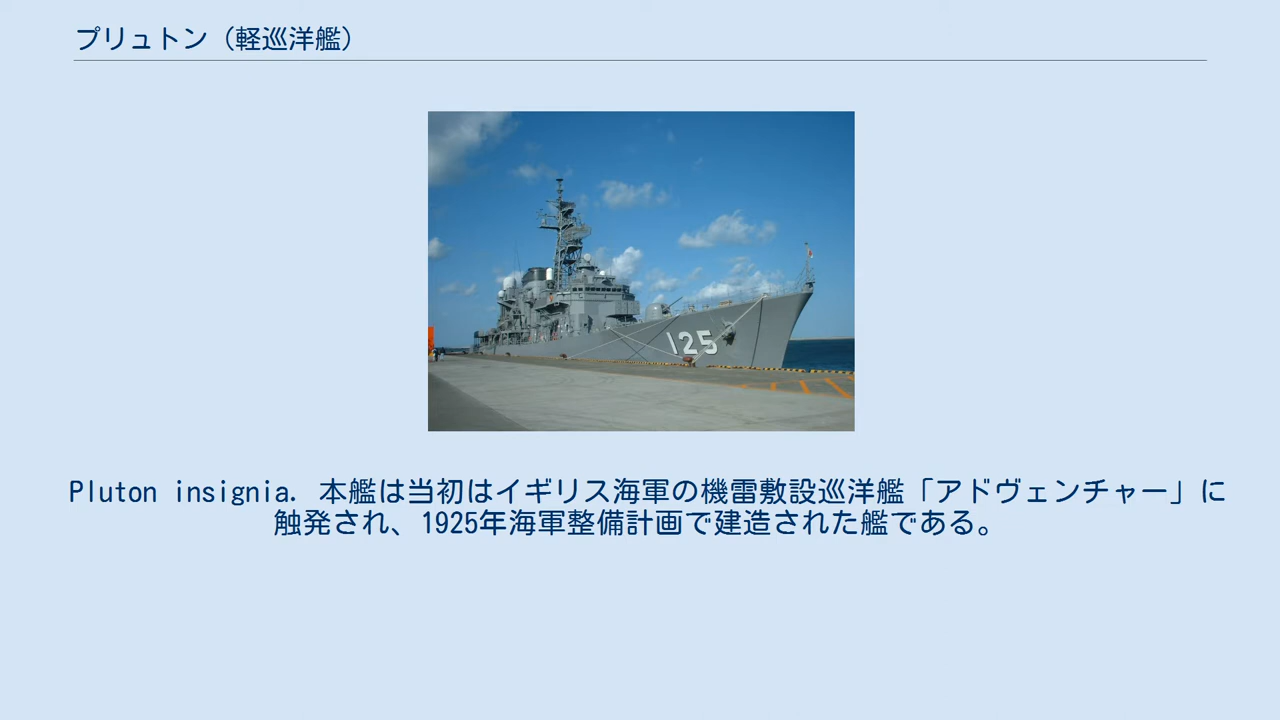 プリュトン（軽巡洋艦）
125
Pluton insignia. 本艦は当初はイギリス海軍の機雷敷設巡洋艦「アドヴェンチャー」に
触発され、1925年海軍整備計画で建造された艦である。